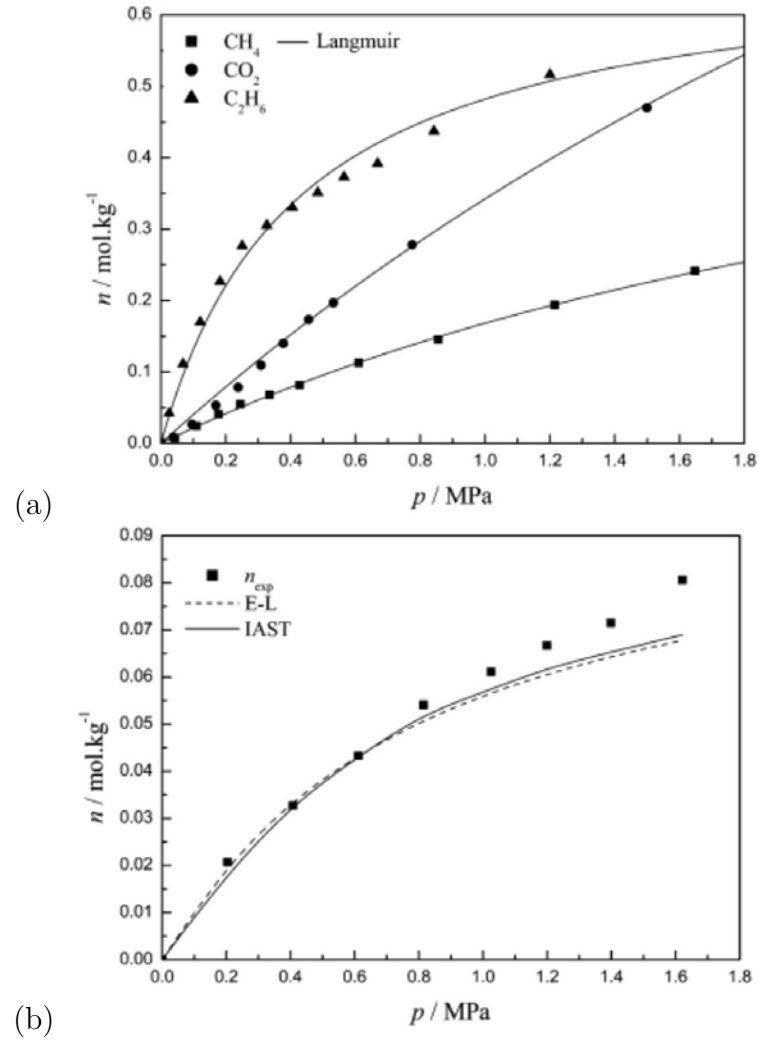 CH₄ — Langmuir
CO₂
C₂H₆
0.6
0.5
0.4
0.3
0.2
0.1
0.0
n / mol.kg⁻¹
0.0 0.2 0.4 0.6 0.8 1.0 1.2 1.4 1.6 1.8
p / MPa
(a)
0.09
0.08
0.07
0.06
0.05
0.04
0.03
0.02
0.01
0.00
n / mol.kg⁻¹
n_exp
E-L
IAST
0.0 0.2 0.4 0.6 0.8 1.0 1.2 1.4 1.6 1.8
p / MPa
(b)